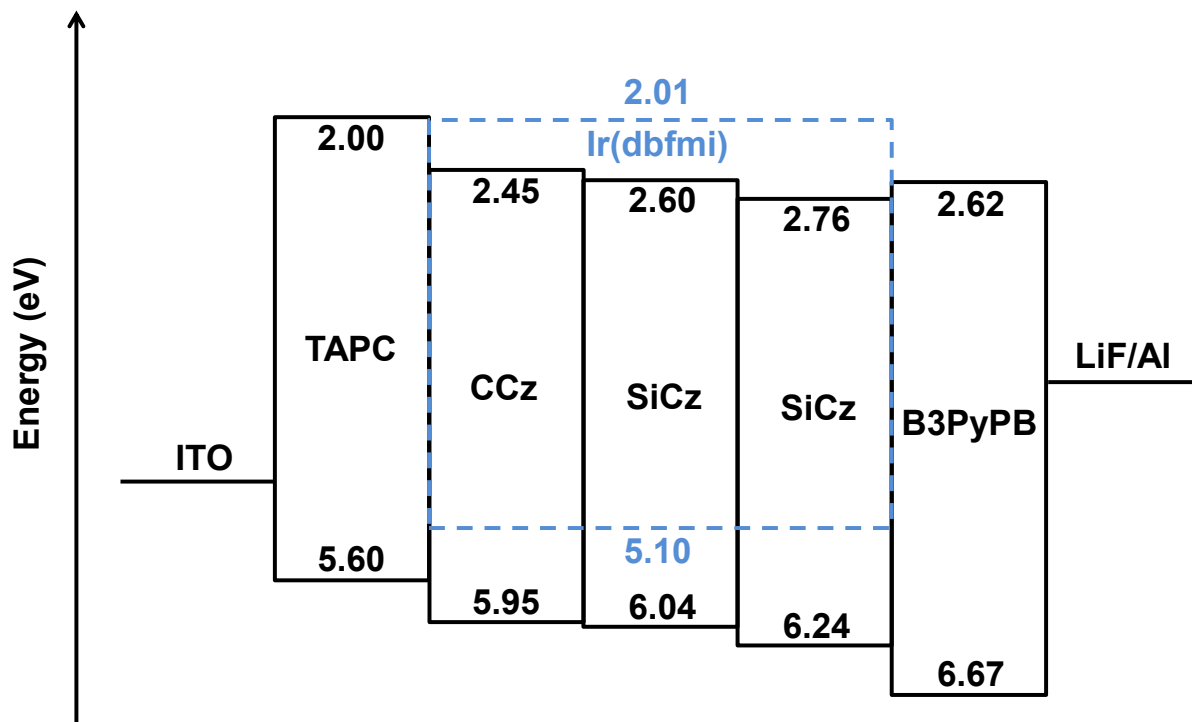 Energy (eV)
ITO
2.00
TAPC
5.60
2.01
Ir(dbfmi)
5.10
2.45
CCz
5.95
2.60
SiCz
6.04
2.76
SiCz
6.24
2.62
B3PyPB
6.67
LiF/Al